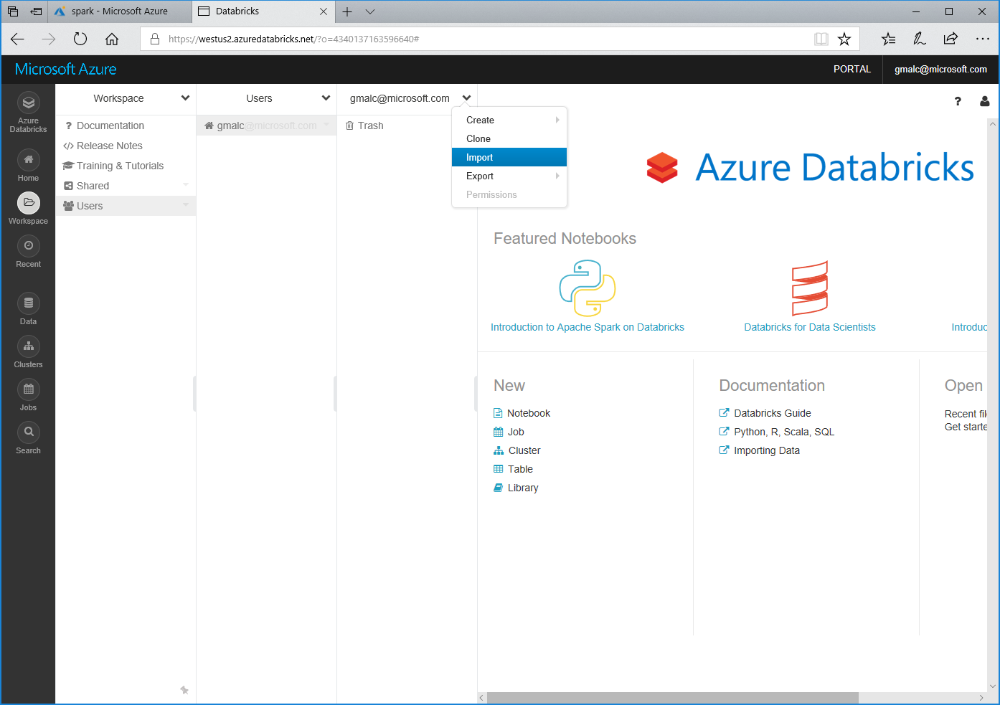 spark - Microsoft Azure
Databricks
https://westus2.azuredatabricks.net/?o=4340137163596640#
Microsoft Azure
PORTAL
gmalc@microsoft.com
Azure
Databricks
Home
Workspace
Recent
Data
Clusters
Jobs
Search
Workspace
? Documentation
</> Release Notes
Training & Tutorials
Shared
Users
Users
gmalc@microsoft.com
gmalc@microsoft.com
Trash
Create
Clone
Import
Export
Permissions
?
Azure Databricks
Featured Notebooks
Introduction to Apache Spark on Databricks
Databricks for Data Scientists
Introduc
New
Notebook
Job
Cluster
Table
Library
Documentation
Databricks Guide
Python, R, Scala, SQL
Importing Data
Open
Recent fil
Get starte